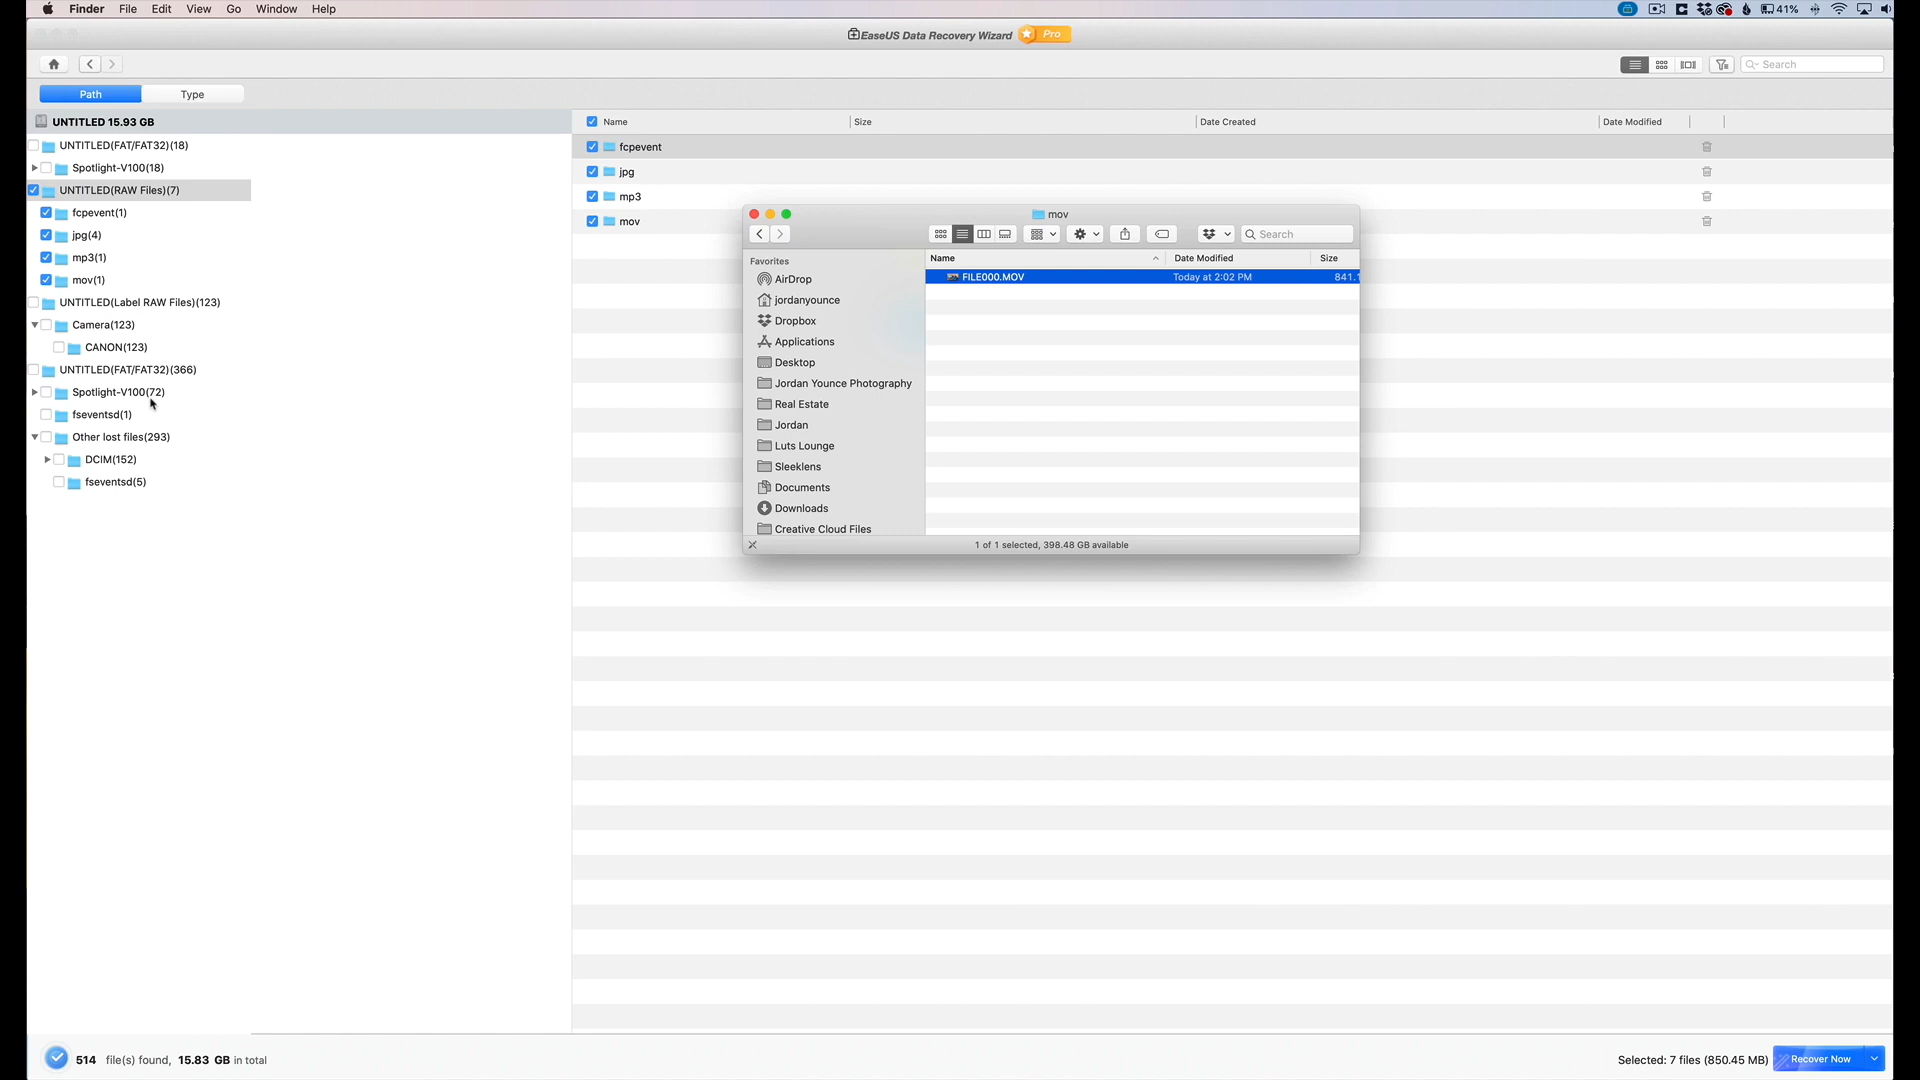 Finder File Edit View Go Window Help 41%
EaseUS Data Recovery Wizard Pro
Search
Path Type
UNTITLED 15.93 GB
Name Size Date Created Date Modified
UNTITLED(FAT/FAT32)(18)
Spotlight-V100(18)
UNTITLED(RAW Files)(7)
fcpevent(1)
jpg(4)
mp3(1)
mov(1)
UNTITLED(Label RAW Files)(123)
Camera(123)
CANON(123)
UNTITLED(FAT/FAT32)(366)
Spotlight-V100(72)
fseventsd(1)
Other lost files(293)
DCIM(152)
fseventsd(5)
fcpevent
jpg
mp3
mov
mov
Search
Favorites
AirDrop
jordanyounce
Dropbox
Applications
Desktop
Jordan Younce Photography
Real Estate
Jordan
Luts Lounge
Sleeklens
Documents
Downloads
Creative Cloud Files
Name Date Modified Size
FILE000.MOV Today at 2:02 PM 841.1
1 of 1 selected, 398.48 GB available
514 file(s) found, 15.83 GB in total
Selected: 7 files (850.45 MB) Recover Now